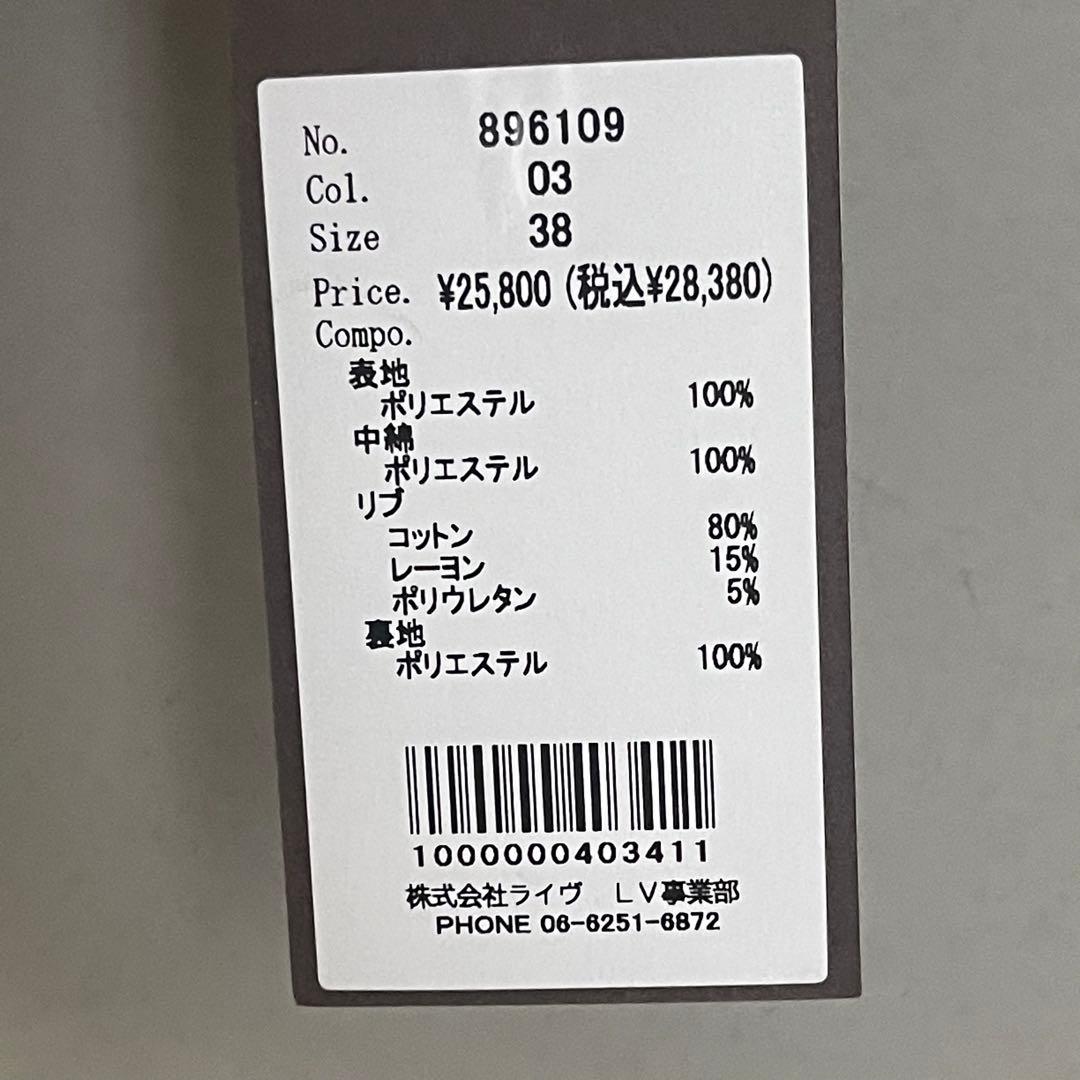 No. 896109
Col. 03
Size 38
Price. ¥25,800 (税込¥28,380)
Compo.
表地
ポリエステル 100%
中綿
ポリエステル 100%
リブ
コットン 80%
レーヨン 15%
ポリウレタン 5%
裏地
ポリエステル 100%
1000000403411
株式会社ライヴ LV事業部
PHONE 06-6251-6872